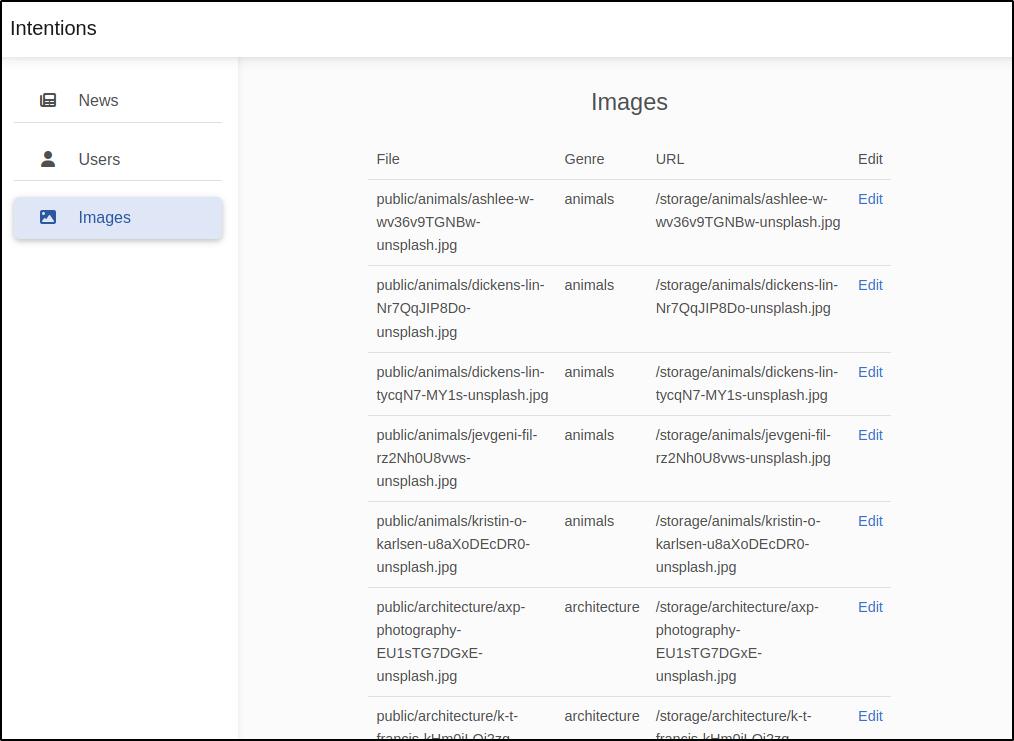 Intentions
News
Users
Images
Images
File Genre URL Edit
public/animals/ashlee-w- animals /storage/animals/ashlee-w- Edit
wv36v9TGNBw- wv36v9TGNBw-unsplash.jpg
unsplash.jpg
public/animals/dickens-lin- animals /storage/animals/dickens-lin- Edit
Nr7QqJIP8Do- Nr7QqJIP8Do-unsplash.jpg
unsplash.jpg
public/animals/dickens-lin- animals /storage/animals/dickens-lin- Edit
tycqN7-MY1s-unsplash.jpg tycqN7-MY1s-unsplash.jpg
public/animals/jevgeni-fil- animals /storage/animals/jevgeni-fil- Edit
rz2Nh0U8vws- rz2Nh0U8vws-unsplash.jpg
unsplash.jpg
public/animals/kristin-o- animals /storage/animals/kristin-o- Edit
karlsen-u8aXoDEcDR0- karlsen-u8aXoDEcDR0-
unsplash.jpg unsplash.jpg
public/architecture/axp- architecture /storage/architecture/axp- Edit
photography- photography-
EU1sTG7DGxE- EU1sTG7DGxE-
unsplash.jpg unsplash.jpg
public/architecture/k-t- architecture /storage/architecture/k-t- Edit